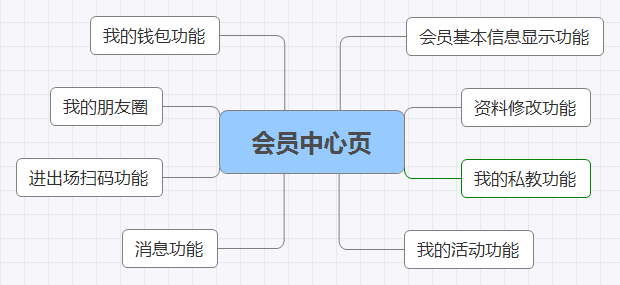 我的钱包功能
会员基本信息显示功能
我的朋友圈
资料修改功能
会员中心页
进出场扫码功能
我的私教功能
消息功能
我的活动功能